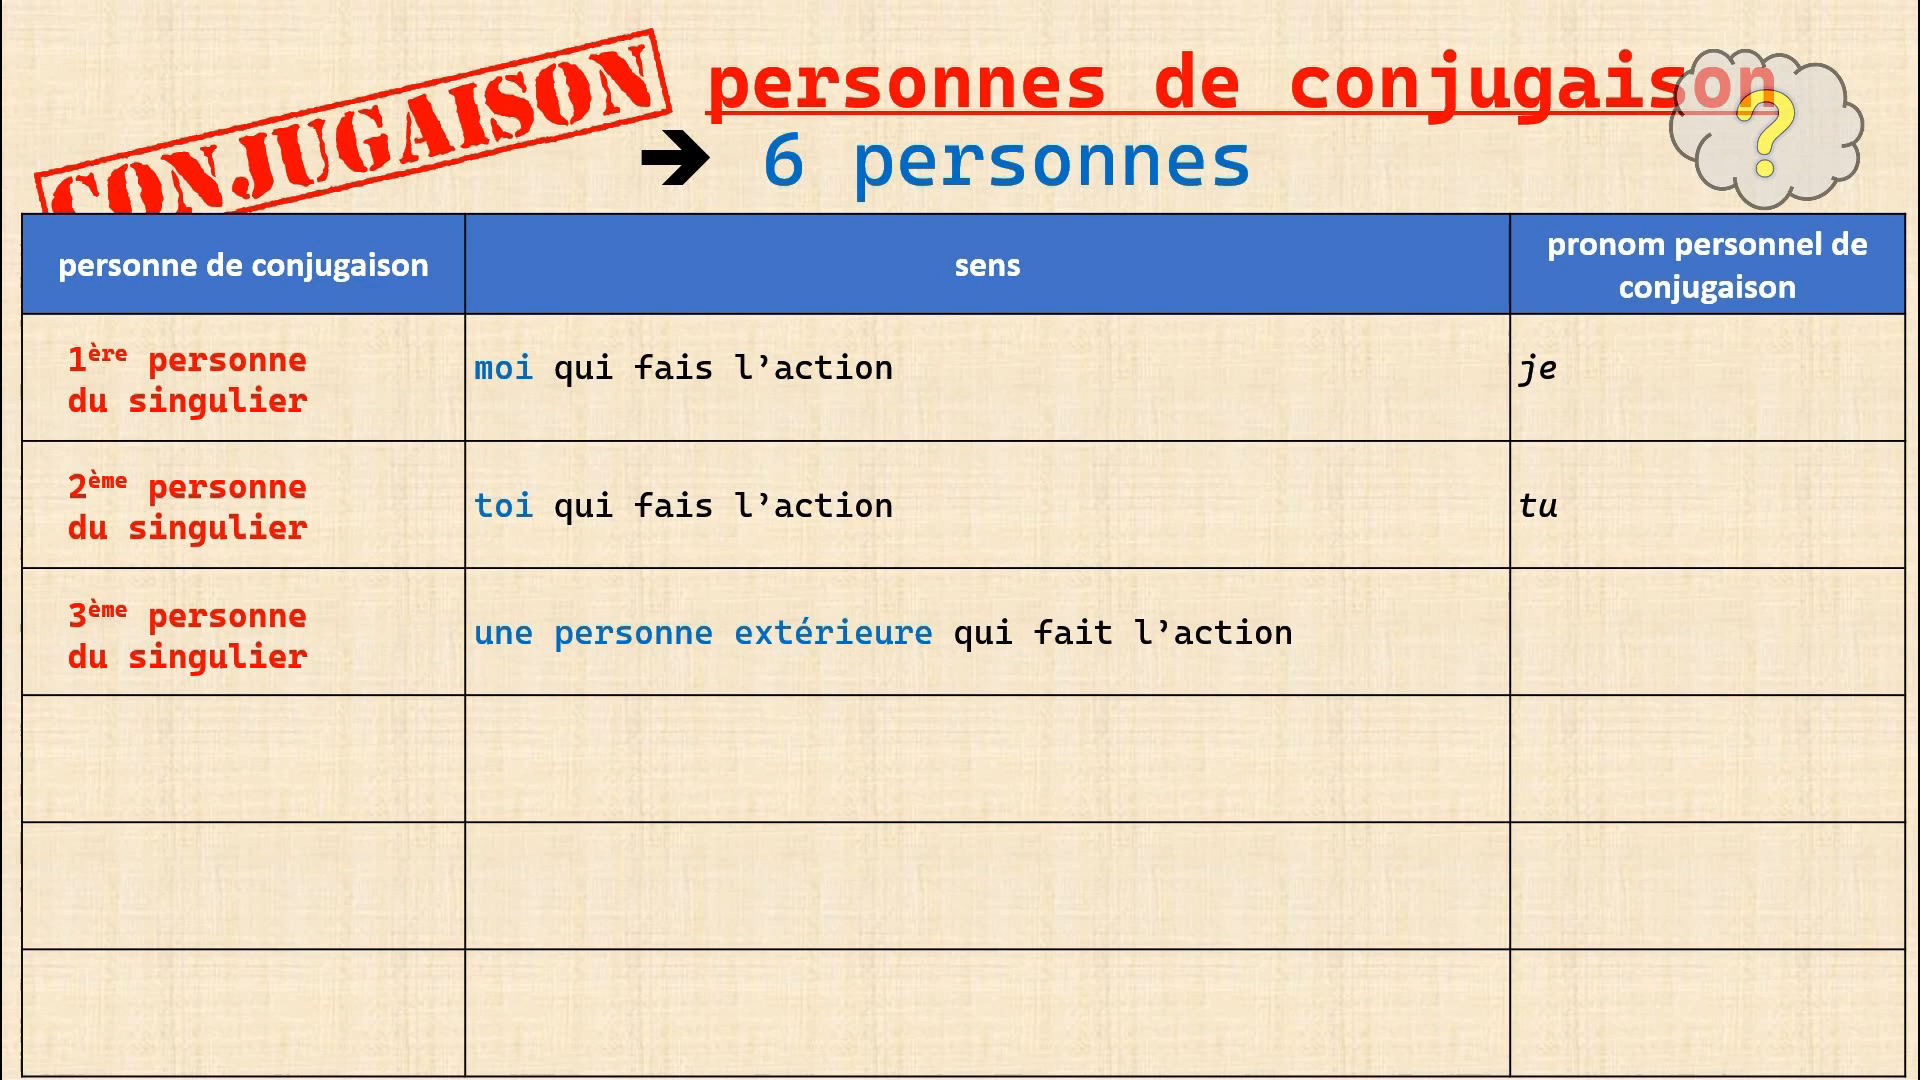 CONJUGAISON
personnes de conjugaison
?
➔ 6 personnes
personne de conjugaison
sens
pronom personnel de
conjugaison
1ère personne
du singulier
moi qui fais l’action
je
2ème personne
du singulier
toi qui fais l’action
tu
3ème personne
du singulier
une personne extérieure qui fait l’action